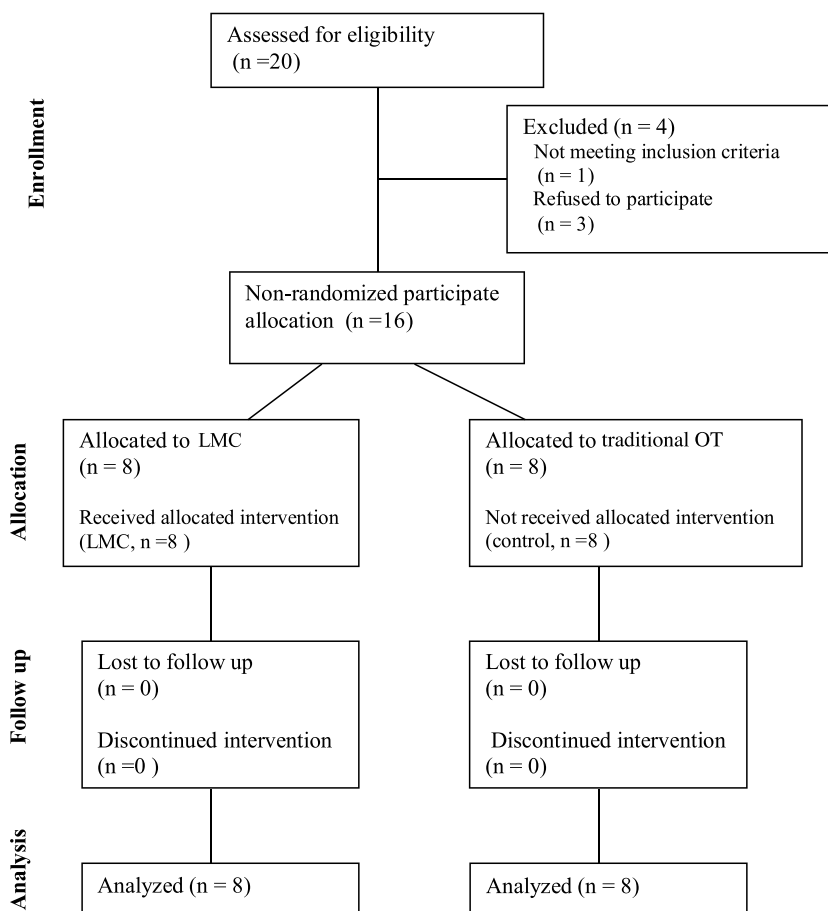 Assessed for eligibility
(n =20)
Enrollment
Excluded (n = 4)
Not meeting inclusion criteria
(n = 1)
Refused to participate
(n = 3)
Non-randomized participate
allocation (n =16)
Allocation
Allocated to LMC
(n = 8)
Received allocated intervention
(LMC, n =8 )
Allocated to traditional OT
(n = 8)
Not received allocated intervention
(control, n =8 )
Follow up
Lost to follow up
(n = 0)
Discontinued intervention
(n =0 )
Lost to follow up
(n = 0)
Discontinued intervention
(n = 0)
Analysis
Analyzed (n = 8)
Analyzed (n = 8)